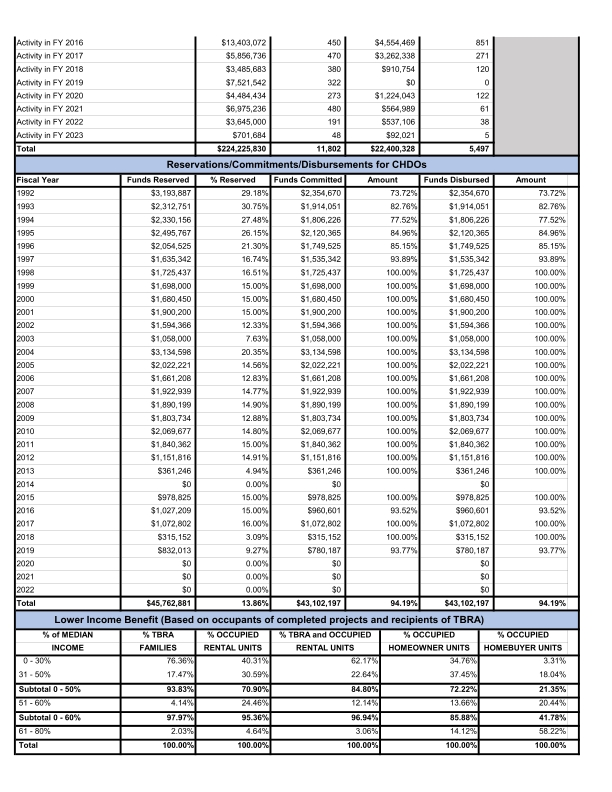 Activity in FY 2016 $13,403,072 450 $4,554,469 851
Activity in FY 2017 $5,856,736 470 $3,262,338 271
Activity in FY 2018 $3,485,683 380 $910,754 120
Activity in FY 2019 $7,521,542 322 $0 0
Activity in FY 2020 $4,484,434 273 $1,224,043 122
Activity in FY 2021 $6,975,236 480 $564,989 61
Activity in FY 2022 $3,645,000 191 $537,106 38
Activity in FY 2023 $701,684 48 $92,021 5
Total $224,225,830 11,802 $22,400,328 5,497
Reservations/Commitments/Disbursements for CHDOs
Fiscal Year Funds Reserved % Reserved Funds Committed Amount Funds Disbursed Amount
1992 $3,193,887 29.18% $2,354,670 73.72% $2,354,670 73.72%
1993 $2,312,751 30.75% $1,914,051 82.76% $1,914,051 82.76%
1994 $2,330,156 27.48% $1,806,226 77.52% $1,806,226 77.52%
1995 $2,495,767 26.15% $2,120,365 84.96% $2,120,365 84.96%
1996 $2,054,525 21.30% $1,749,525 85.15% $1,749,525 85.15%
1997 $1,635,342 16.74% $1,535,342 93.89% $1,535,342 93.89%
1998 $1,725,437 16.51% $1,725,437 100.00% $1,725,437 100.00%
1999 $1,698,000 15.00% $1,698,000 100.00% $1,698,000 100.00%
2000 $1,680,450 15.00% $1,680,450 100.00% $1,680,450 100.00%
2001 $1,900,200 15.00% $1,900,200 100.00% $1,900,200 100.00%
2002 $1,594,366 12.33% $1,594,366 100.00% $1,594,366 100.00%
2003 $1,058,000 7.63% $1,058,000 100.00% $1,058,000 100.00%
2004 $3,134,598 20.35% $3,134,598 100.00% $3,134,598 100.00%
2005 $2,022,221 14.56% $2,022,221 100.00% $2,022,221 100.00%
2006 $1,661,208 12.83% $1,661,208 100.00% $1,661,208 100.00%
2007 $1,922,939 14.77% $1,922,939 100.00% $1,922,939 100.00%
2008 $1,890,199 14.90% $1,890,199 100.00% $1,890,199 100.00%
2009 $1,803,734 12.88% $1,803,734 100.00% $1,803,734 100.00%
2010 $2,069,677 14.80% $2,069,677 100.00% $2,069,677 100.00%
2011 $1,840,362 15.00% $1,840,362 100.00% $1,840,362 100.00%
2012 $1,151,816 14.91% $1,151,816 100.00% $1,151,816 100.00%
2013 $361,246 4.94% $361,246 100.00% $361,246 100.00%
2014 $0 0.00% $0 $0
2015 $978,825 15.00% $978,825 100.00% $978,825 100.00%
2016 $1,027,209 15.00% $960,601 93.52% $960,601 93.52%
2017 $1,072,802 16.00% $1,072,802 100.00% $1,072,802 100.00%
2018 $315,152 3.09% $315,152 100.00% $315,152 100.00%
2019 $832,013 9.27% $780,187 93.77% $780,187 93.77%
2020 $0 0.00% $0 $0
2021 $0 0.00% $0 $0
2022 $0 0.00% $0 $0
Total $45,762,881 13.86% $43,102,197 94.19% $43,102,197 94.19%
Lower Income Benefit (Based on occupants of completed projects and recipients of TBRA)
% of MEDIAN % TBRA % OCCUPIED % TBRA and OCCUPIED % OCCUPIED % OCCUPIED
INCOME FAMILIES RENTAL UNITS RENTAL UNITS HOMEOWNER UNITS HOMEBUYER UNITS
0 - 30% 76.36% 40.31% 62.17% 34.76% 3.31%
31 - 50% 17.47% 30.59% 22.64% 37.45% 18.04%
Subtotal 0 - 50% 93.83% 70.90% 84.80% 72.22% 21.35%
51 - 60% 4.14% 24.46% 12.14% 13.66% 20.44%
Subtotal 0 - 60% 97.97% 95.36% 96.94% 85.88% 41.78%
61 - 80% 2.03% 4.64% 3.06% 14.12% 58.22%
Total 100.00% 100.00% 100.00% 100.00% 100.00%